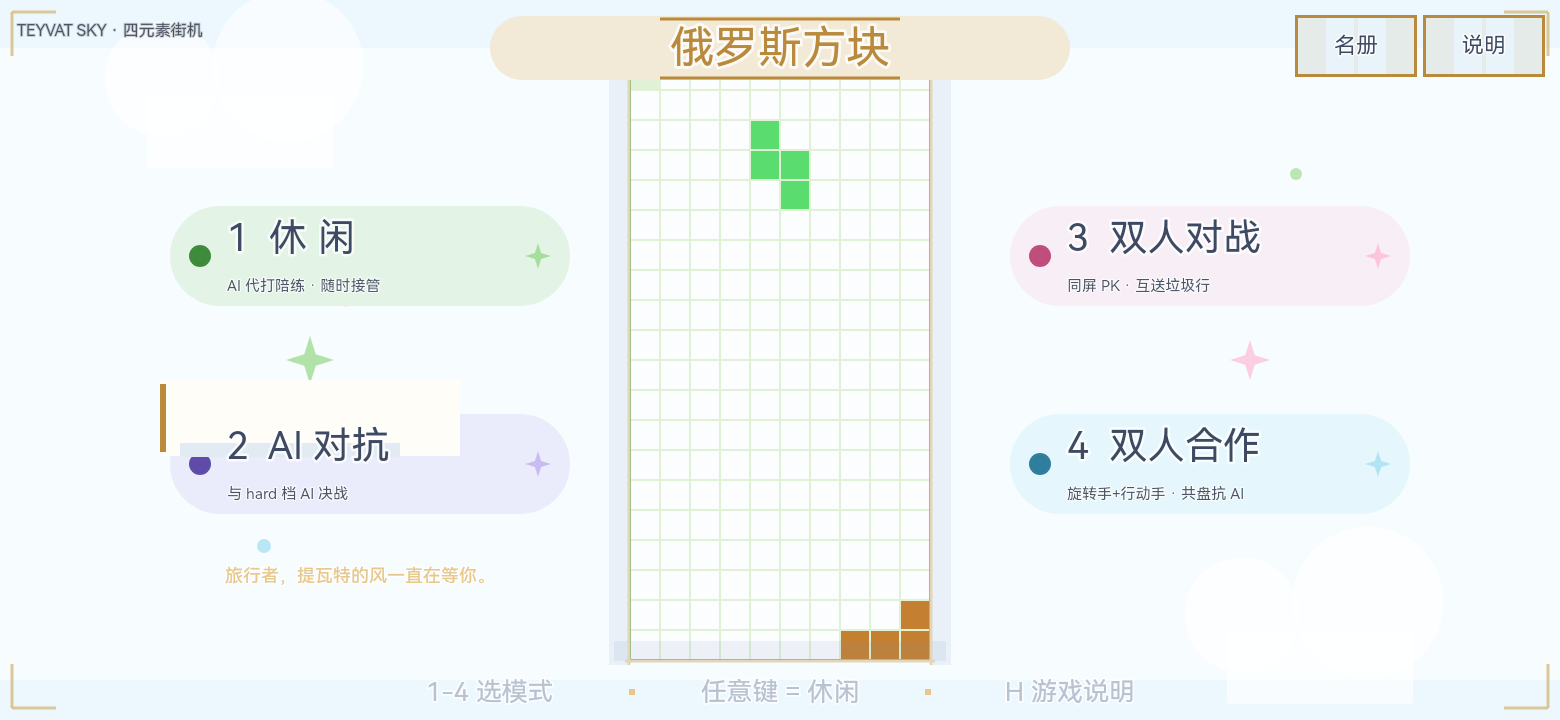 TEYVAT SKY · 四元素街机
俄罗斯方块
名册
说明
1 休 闲
AI 代打陪练 · 随时接管
2 AI 对抗
与 hard 档 AI 决战
旅行者，提瓦特的风一直在等你。
3 双人对战
同屏 PK · 互送垃圾行
4 双人合作
旋转手+行动手 · 共盘抗 AI
1-4 选模式
任意键 = 休闲
H 游戏说明